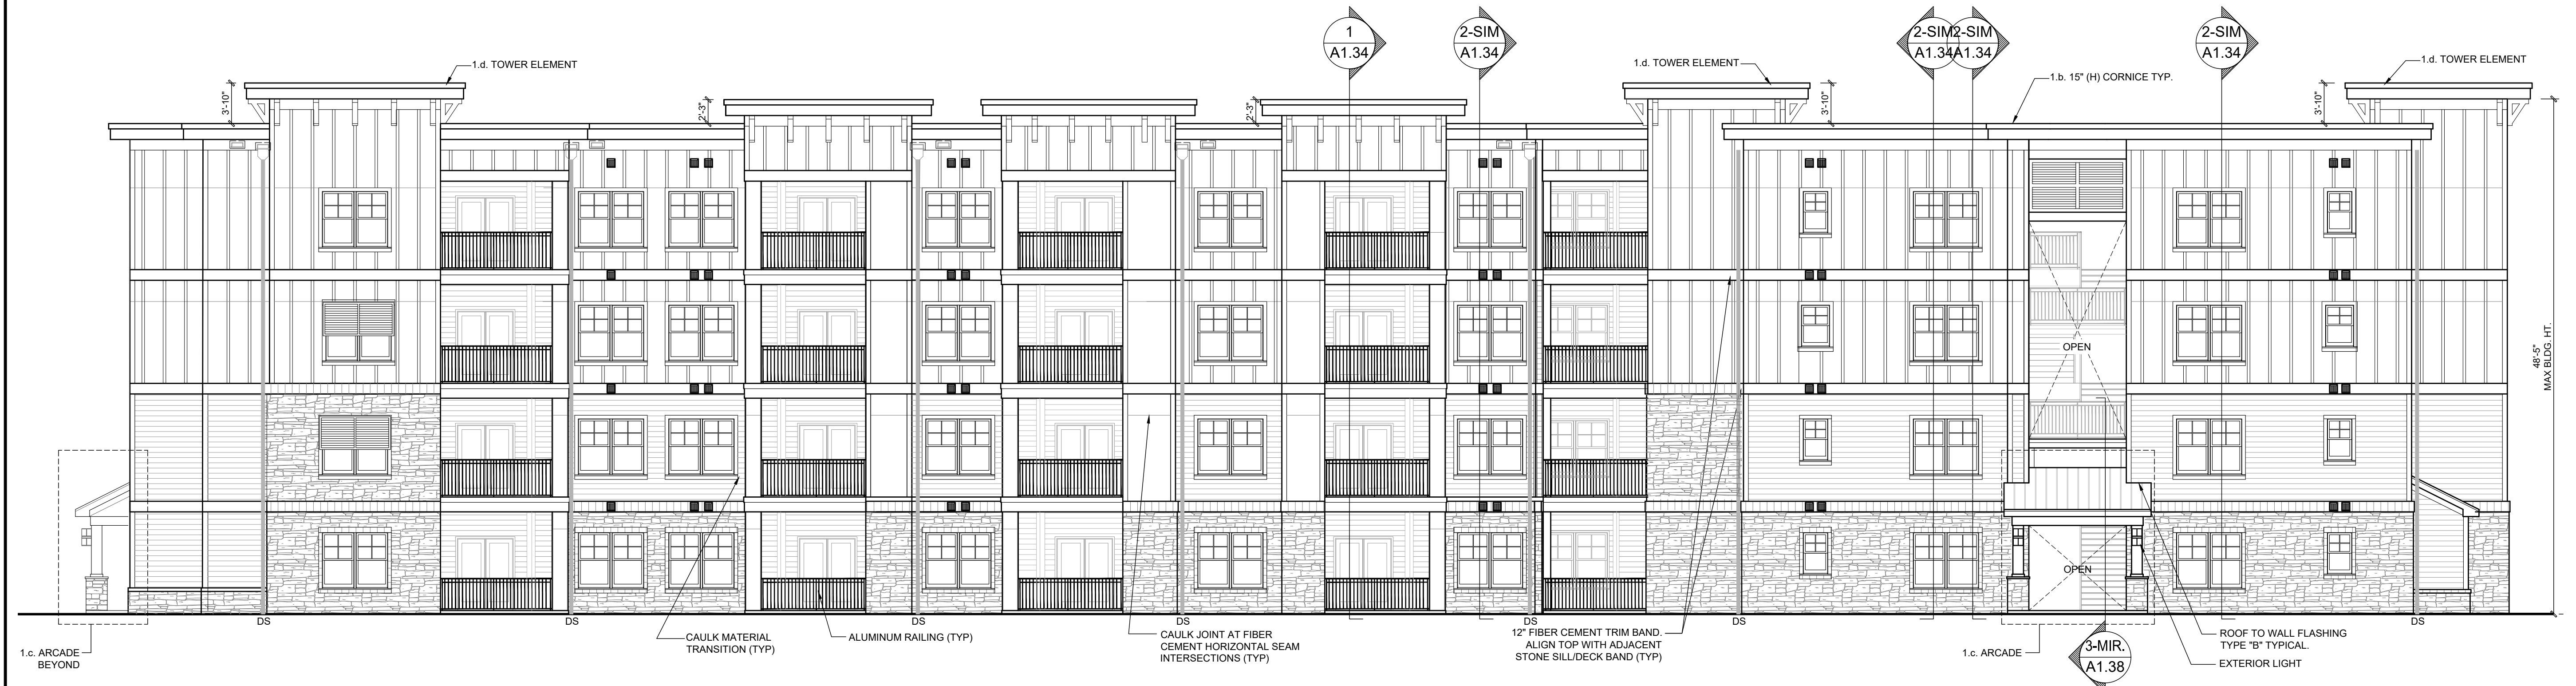 1
A1.34
2-SIM
A1.34
2-SIM
A1.34
2-SIM
A1.34
2-SIM
A1.34
1.d. TOWER ELEMENT
1.d. TOWER ELEMENT
1.d. TOWER ELEMENT
1.b. 15" (H) CORNICE TYP.
3'-10"
2'-3"
2'-3"
3'-10"
3'-10"
48'-5"
MAX BLDG. HT.
OPEN
OPEN
DS
DS
DS
DS
DS
DS
DS
1.c. ARCADE
BEYOND
CAULK MATERIAL
TRANSITION (TYP)
ALUMINUM RAILING (TYP)
CAULK JOINT AT FIBER
CEMENT HORIZONTAL SEAM
INTERSECTIONS (TYP)
12" FIBER CEMENT TRIM BAND.
ALIGN TOP WITH ADJACENT
STONE SILL/DECK BAND (TYP)
1.c. ARCADE
3-MIR.
A1.38
ROOF TO WALL FLASHING
TYPE "B" TYPICAL.
EXTERIOR LIGHT